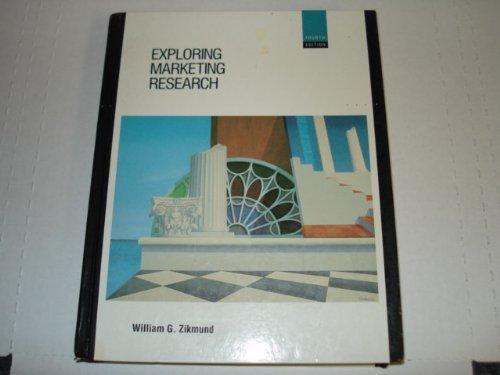 FOURTH
EDITION
EXPLORING
MARKETING
RESEARCH
William G. Zikmund